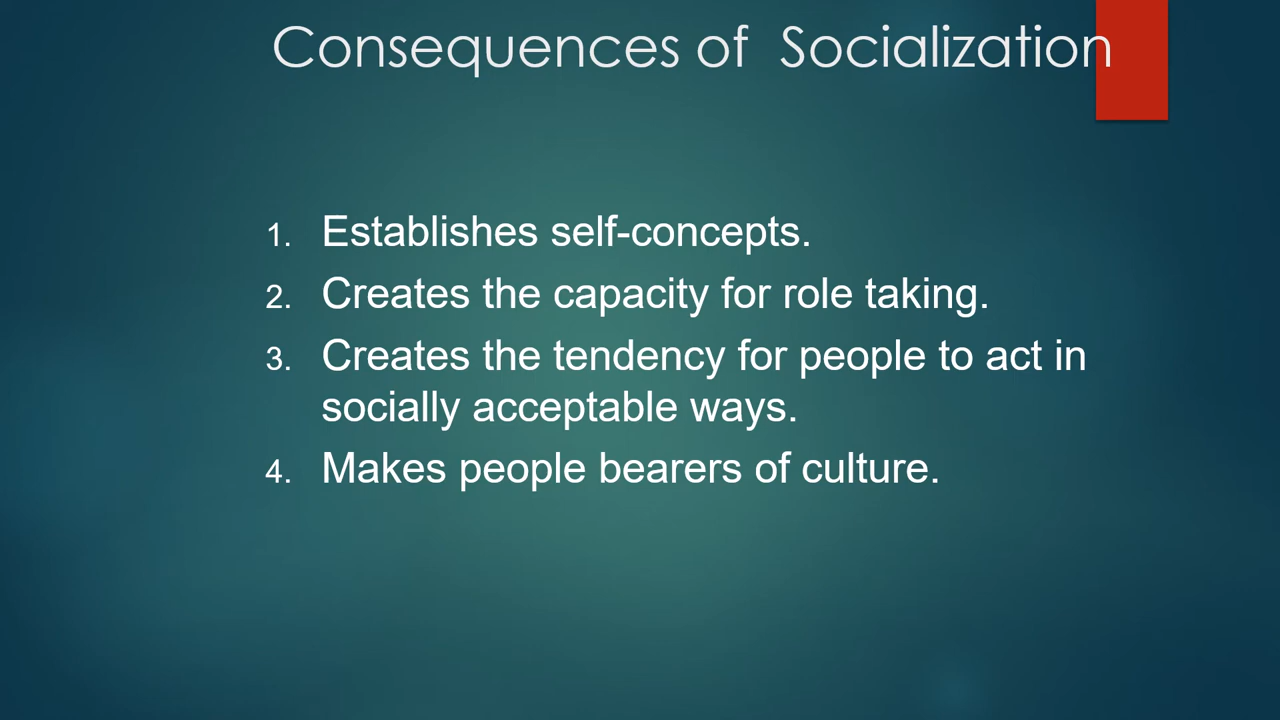 Consequences of  Socialization
1. Establishes self-concepts.
2. Creates the capacity for role taking.
3. Creates the tendency for people to act in
socially acceptable ways.
4. Makes people bearers of culture.